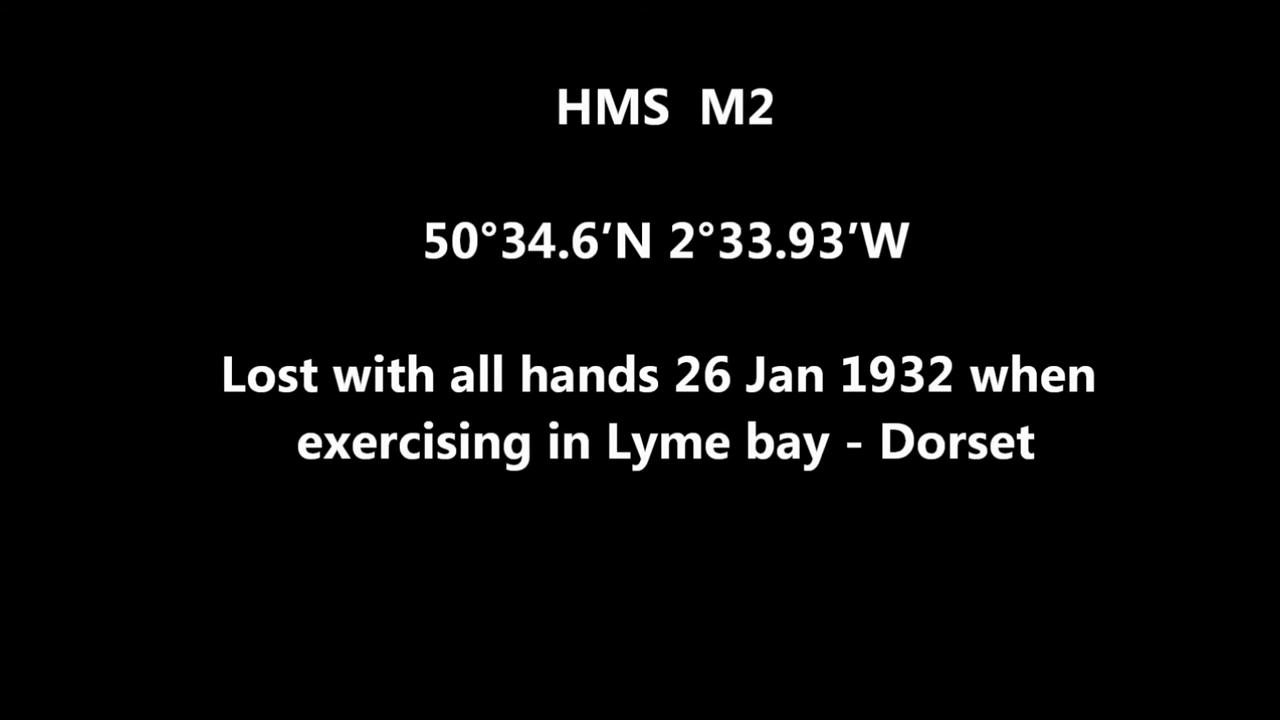 HMS M2
50°34.6’N 2°33.93’W
Lost with all hands 26 Jan 1932 when
exercising in Lyme bay - Dorset